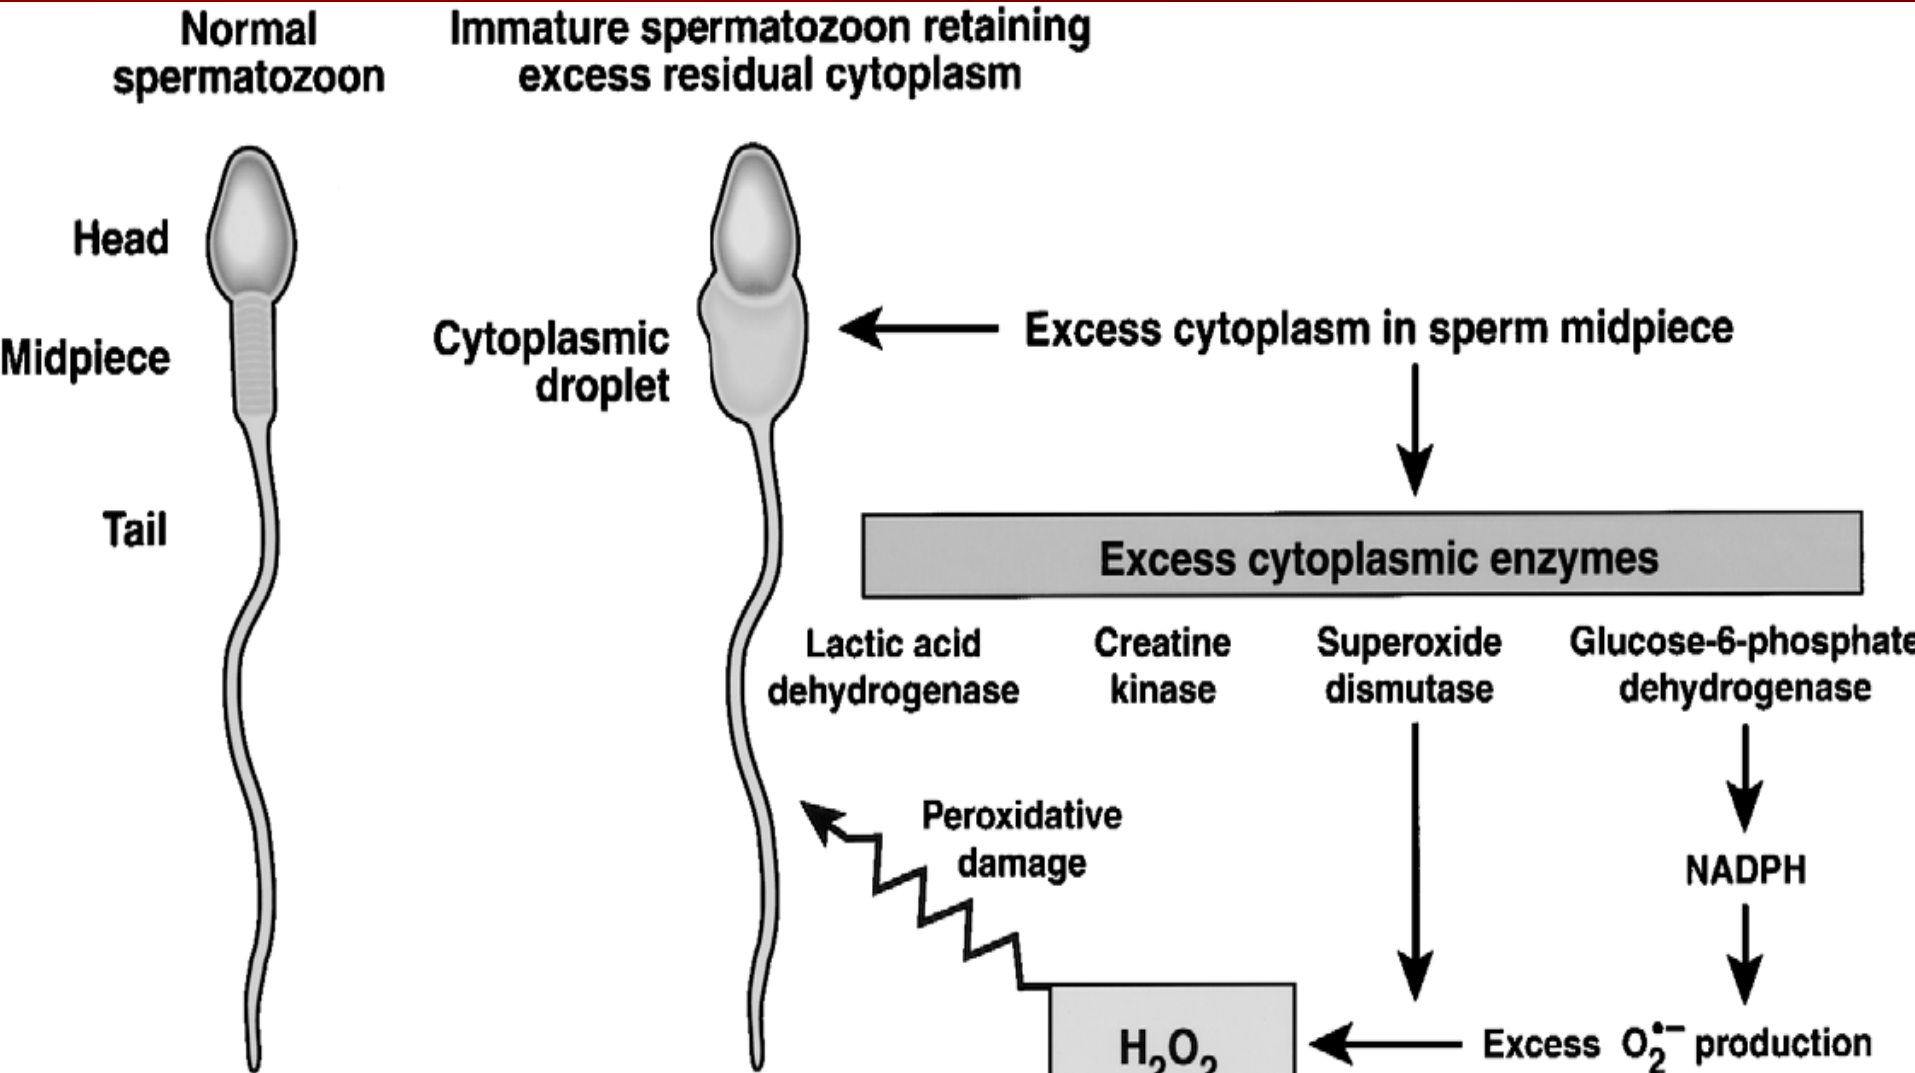 Normal
spermatozoon
Immature spermatozoon retaining
excess residual cytoplasm
Head
Midpiece
Tail
Cytoplasmic
droplet
Excess cytoplasm in sperm midpiece
Excess cytoplasmic enzymes
Lactic acid
dehydrogenase
Creatine
kinase
Superoxide
dismutase
Glucose-6-phosphate
dehydrogenase
Peroxidative
damage
NADPH
H₂O₂
Excess O₂•− production